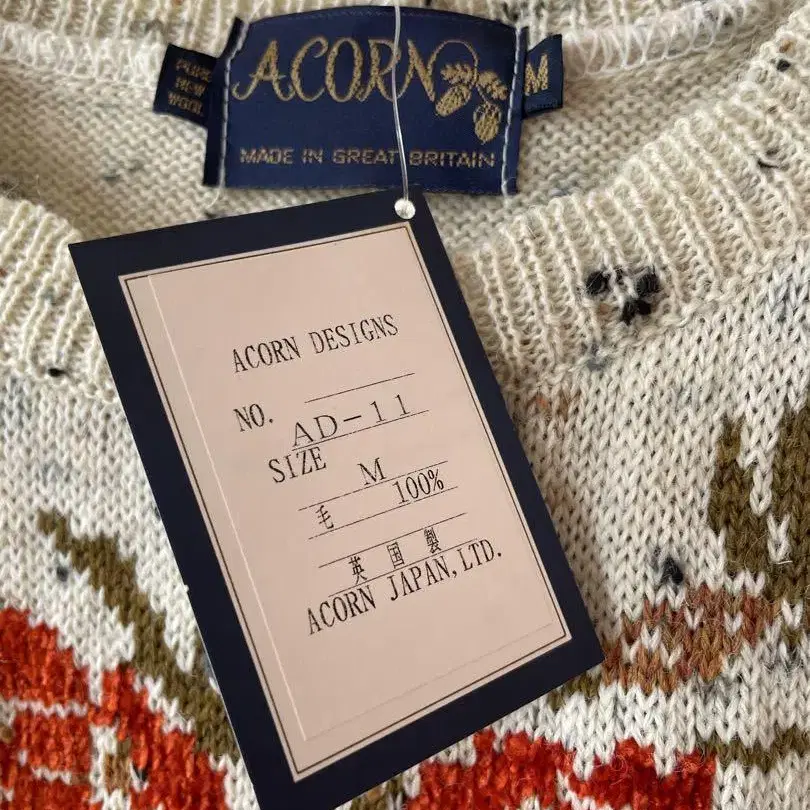 PURE
NEW
WOOL
ACORN
M
MADE IN GREAT BRITAIN
ACORN DESIGNS
NO.
AD-11
SIZE
M
毛 100%
英国製
ACORN JAPAN, LTD.